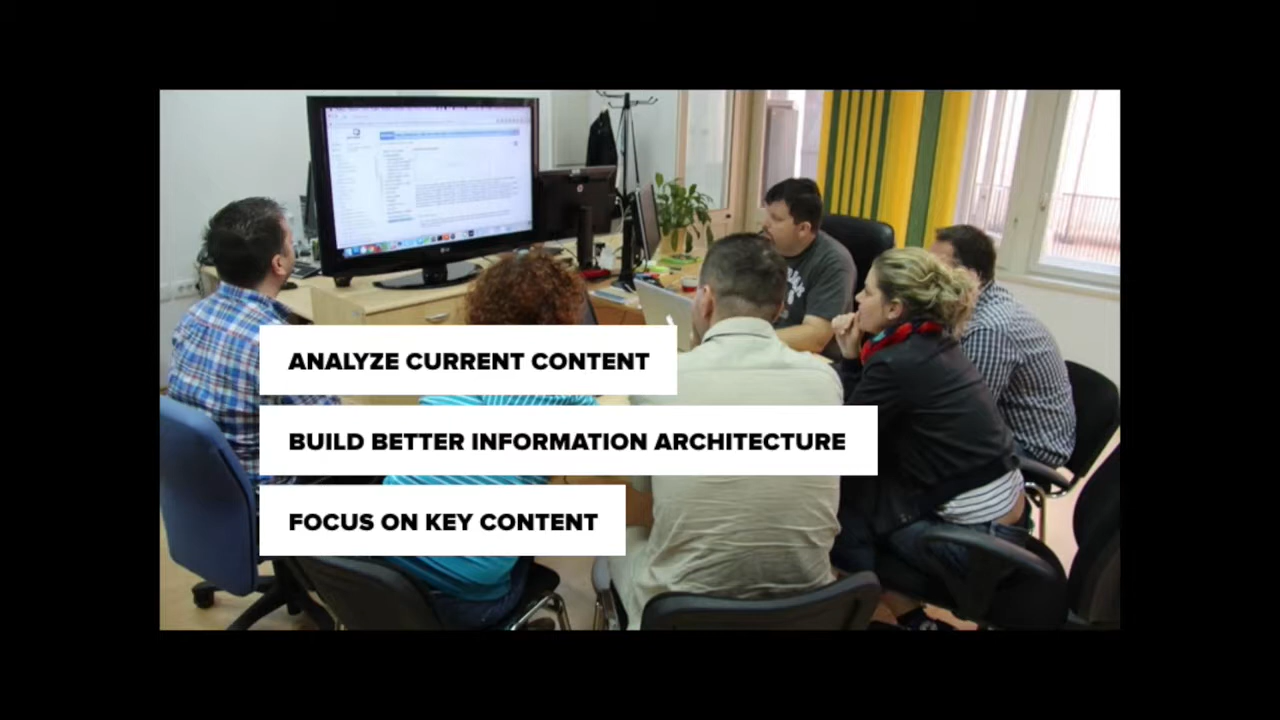 ANALYZE CURRENT CONTENT
BUILD BETTER INFORMATION ARCHITECTURE
FOCUS ON KEY CONTENT